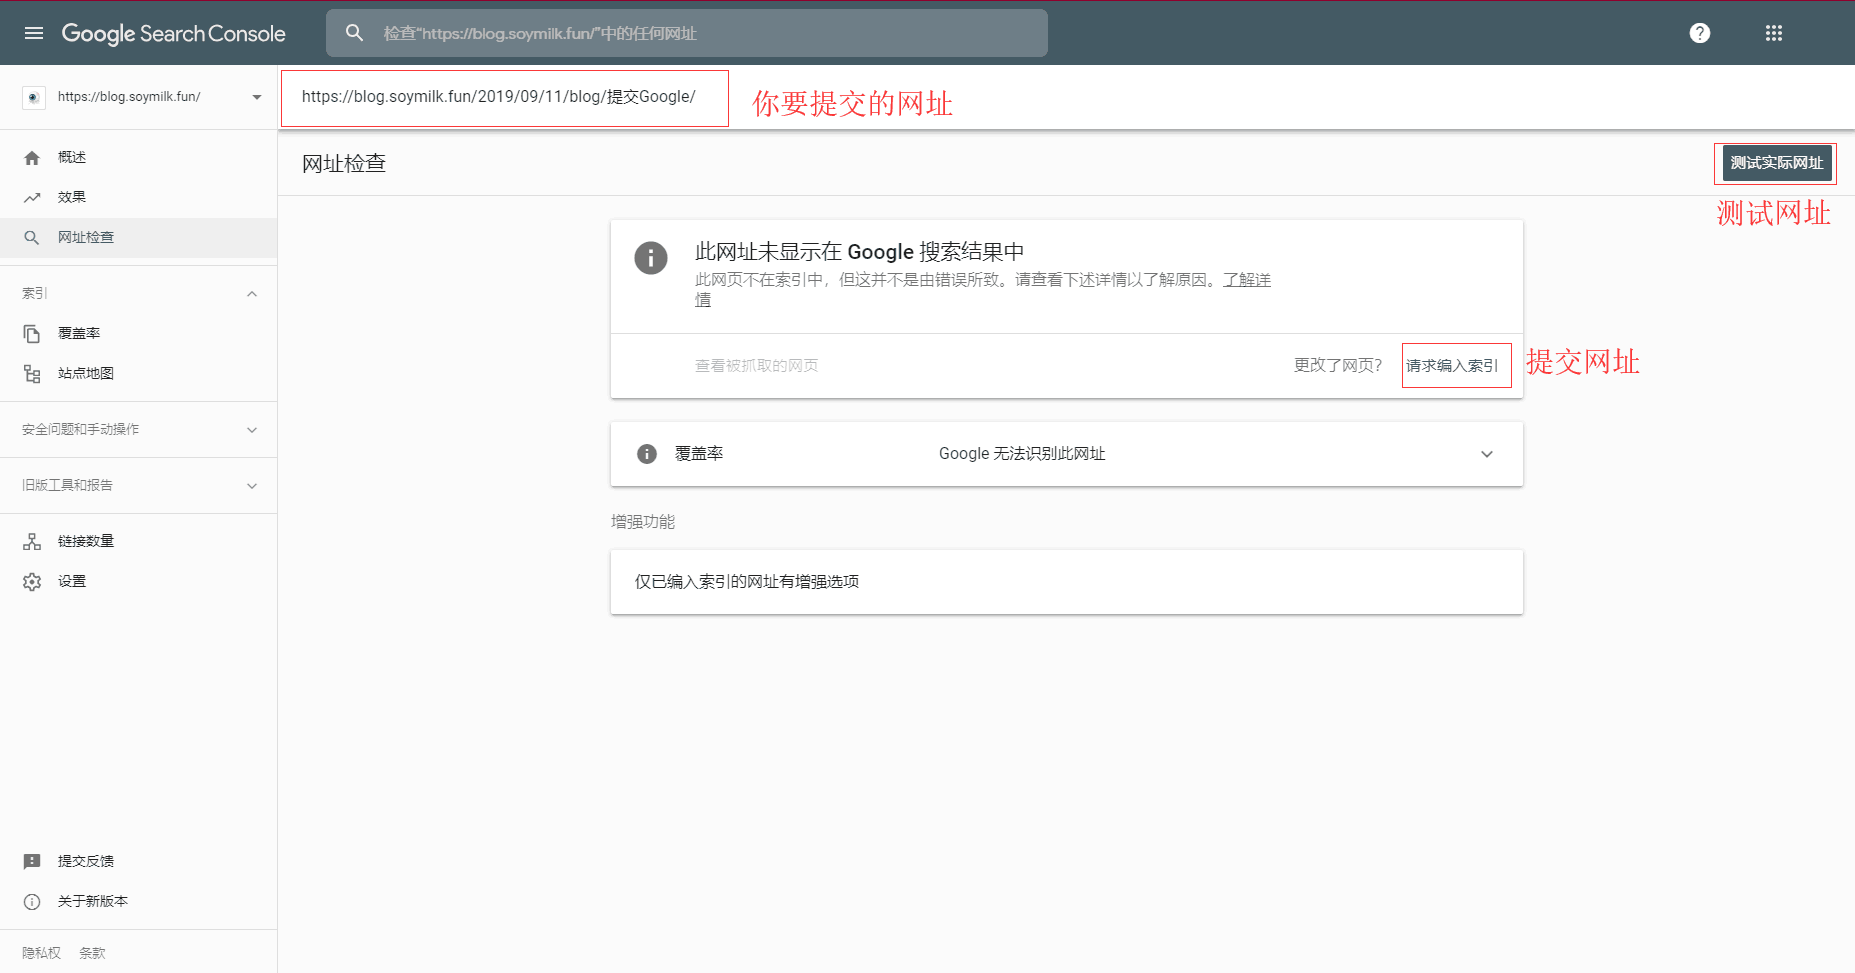 Google Search Console
检查“https://blog.soymilk.fun/”中的任何网址
https://blog.soymilk.fun/
https://blog.soymilk.fun/2019/09/11/blog/提交Google/
你要提交的网址
概述
效果
网址检查
索引
覆盖率
站点地图
安全问题和手动操作
旧版工具和报告
链接数量
设置
提交反馈
关于新版本
隐私权 条款
网址检查
测试实际网址
测试网址
此网址未显示在 Google 搜索结果中
此网页不在索引中，但这并不是由错误所致。请查看下述详情以了解原因。了解详
情
查看被抓取的网页
更改了网页？
请求编入索引
提交网址
覆盖率
Google 无法识别此网址
增强功能
仅已编入索引的网址有增强选项